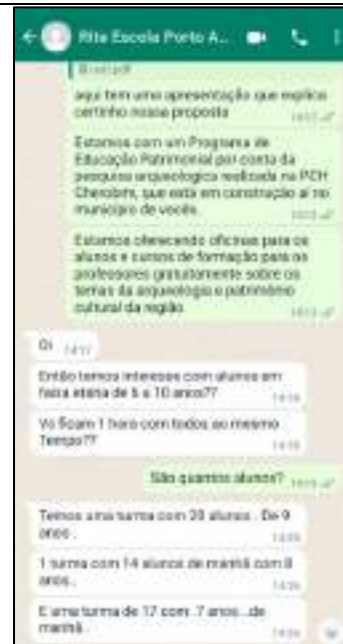 Rita Escola Porto A...
aqui tem uma apresentação que explica
certinho nossa proposta
Estamos com um Programa de
Educação Patrimonial por conta da
pesquisa arqueologica realizada na PCH
Cherobim, que está em construção aí no
município de vocês.
Estamos oferecendo oficinas para os
alunos e cursos de formação para os
professores gratuitamente sobre os
temas da arqueologia e patrimônio
cultural da região
Oi
Então temos interesse com alunos em
faixa etária de 6 a 10 anos??
Vc ficam 1 hora com todos ao mesmo
Tempo??
São quantos alunos?
Temos uma turma com 20 alunos . De 9
anos .
1 turma com 14 alunos de manhã com 8
anos .
E uma turma de 17 com .7 anos ..de
manhã .